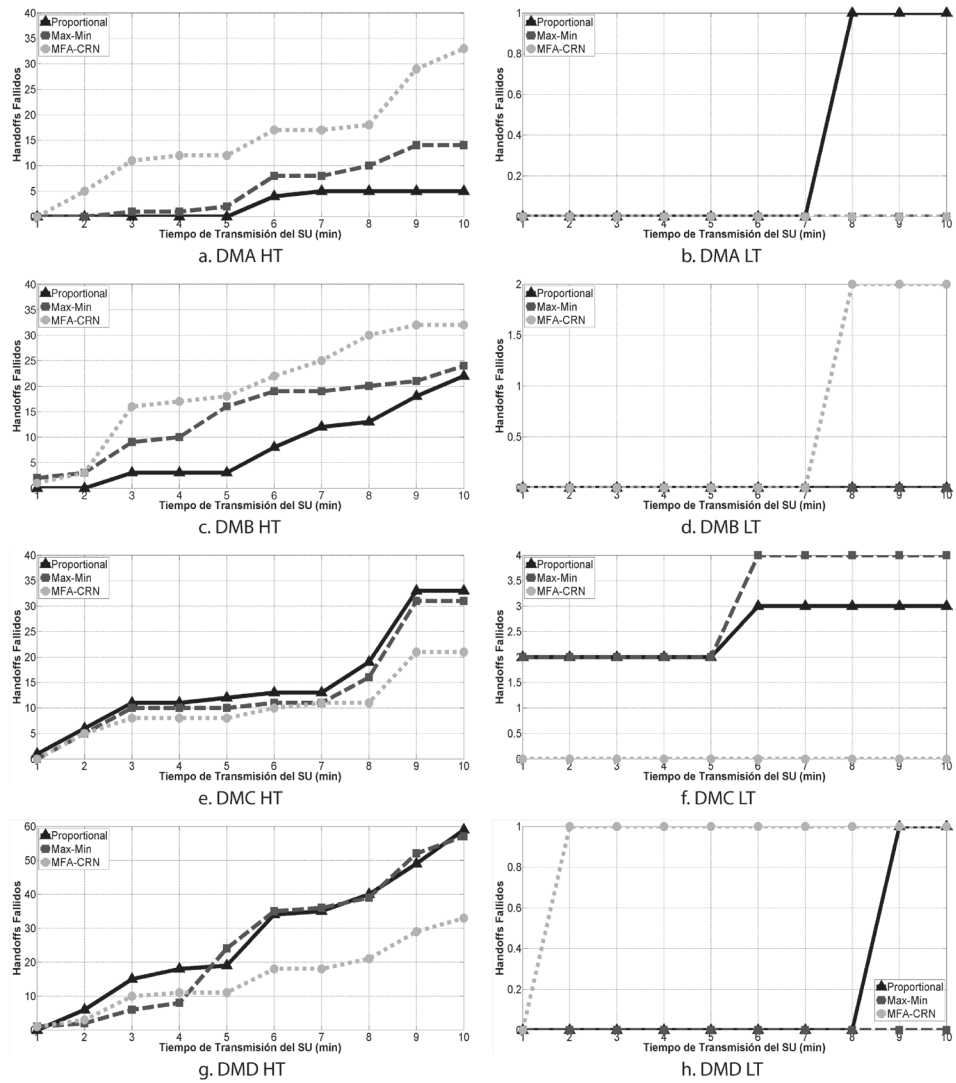 40
35
30
25
20
15
10
5
0
Handoffs Fallidos
Proportional
Max-Min
MFA-CRN
1 2 3 4 5 6 7 8 9 10
Tiempo de Transmisión del SU (min)
a. DMA HT
1
0.8
0.6
0.4
0.2
0
Handoffs Fallidos
Proportional
Max-Min
MFA-CRN
1 2 3 4 5 6 7 8 9 10
Tiempo de Transmisión del SU (min)
b. DMA LT
40
35
30
25
20
15
10
5
0
Handoffs Fallidos
Proportional
Max-Min
MFA-CRN
1 2 3 4 5 6 7 8 9 10
Tiempo de Transmisión del SU (min)
c. DMB HT
2
1.5
1
0.5
0
Handoffs Fallidos
Proportional
Max-Min
MFA-CRN
1 2 3 4 5 6 7 8 9 10
Tiempo de Transmisión del SU (min)
d. DMB LT
40
35
30
25
20
15
10
5
0
Handoffs Fallidos
Proportional
Max-Min
MFA-CRN
1 2 3 4 5 6 7 8 9 10
Tiempo de Transmisión del SU (min)
e. DMC HT
4
3.5
3
2.5
2
1.5
1
0.5
0
Handoffs Fallidos
Proportional
Max-Min
MFA-CRN
1 2 3 4 5 6 7 8 9 10
Tiempo de Transmisión del SU (min)
f. DMC LT
60
50
40
30
20
10
0
Handoffs Fallidos
Proportional
Max-Min
MFA-CRN
1 2 3 4 5 6 7 8 9 10
Tiempo de Transmisión del SU (min)
g. DMD HT
1
0.8
0.6
0.4
0.2
0
Handoffs Fallidos
Proportional
Max-Min
MFA-CRN
1 2 3 4 5 6 7 8 9 10
Tiempo de Transmisión del SU (min)
h. DMD LT